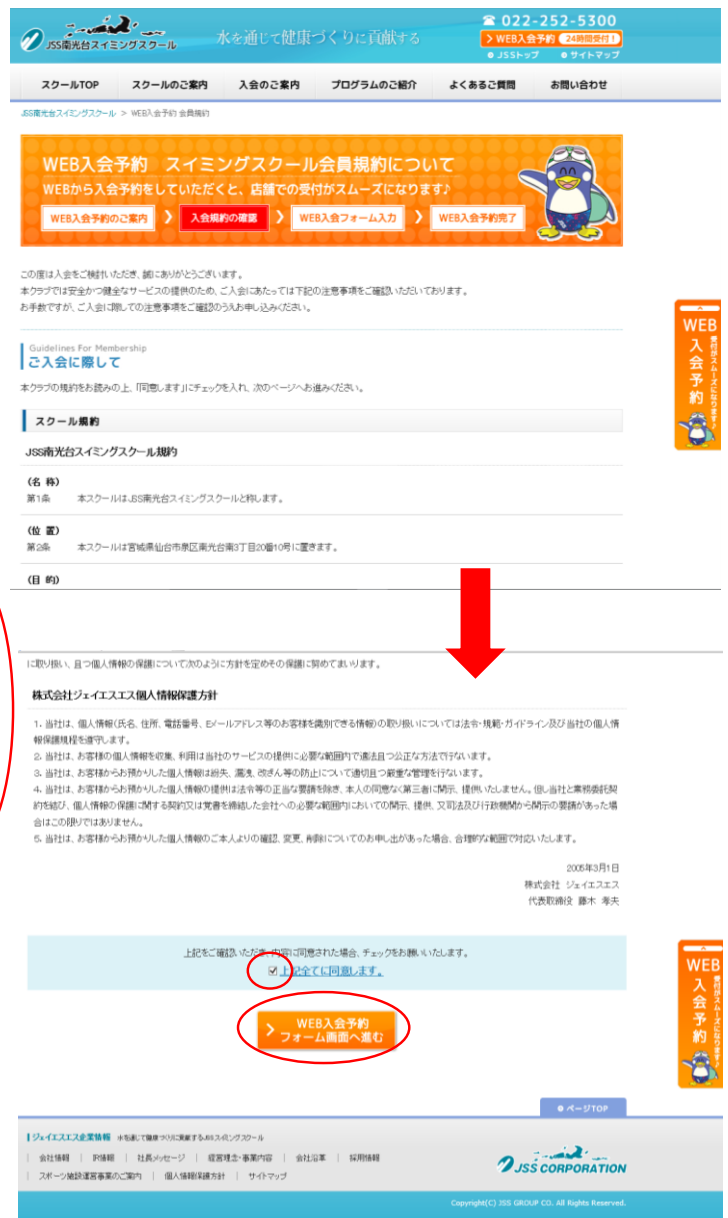 JSS南光台スイミングスクール
水を通じて健康づくりに貢献する
☎ 022-252-5300
> WEB入会予約 24時間受付！
JSSトップ サイトマップ
スクールTOP スクールのご案内 入会のご案内 プログラムのご紹介 よくあるご質問 お問い合わせ
JSS南光台スイミングスクール > WEB入会予約 会員規約
WEB入会予約 スイミングスクール会員規約について
WEBから入会予約をしていただくと、店舗での受付がスムーズになります♪
WEB入会予約のご案内 》 入会規約の確認 》 WEB入会フォーム入力 》 WEB入会予約完了
この度は入会をご検討いただき、誠にありがとうございます。
本クラブでは安全かつ健全なサービスの提供のため、ご入会にあたっては下記の注意事項をご確認いただいております。
お手数ですが、ご入会に際しての注意事項をご確認のうえお申し込みください。
Guidelines For Membership
ご入会に際して
本クラブの規約をお読みの上、「同意します」にチェックを入れ、次のページへお進みください。
スクール規約
JSS南光台スイミングスクール規約
(名 称)
第1条 本スクールはJSS南光台スイミングスクールと称します。
(位 置)
第2条 本スクールは宮城県仙台市泉区南光台南3丁目20番10号に置きます。
(目 的)
WEB入会予約
受付がスムーズになります♪
に取り扱い、且つ個人情報の保護について次のように方針を定めその保護に努めてまいります。
株式会社ジェイエスエス個人情報保護方針
1. 当社は、個人情報(氏名、住所、電話番号、Eメールアドレス等のお客様を識別できる情報)の取り扱いについては法令・規範・ガイドライン及び当社の個人情
報保護規程を遵守します。
2. 当社は、お客様の個人情報を収集、利用は当社のサービスの提供に必要な範囲内で適法且つ公正な方法で行ないます。
3. 当社は、お客様からお預かりした個人情報は紛失、漏洩、改ざん等の防止について適切且つ厳重な管理を行ないます。
4. 当社は、お客様からお預かりした個人情報の提供は法令等の正当な要請を除き、本人の同意なく第三者に開示、提供いたしません。但し当社と業務委託契
約を結び、個人情報の保護に関する契約又は覚書を締結した会社への必要な範囲内においての開示、提供、又司法及び行政機関から開示の要請があった場
合はこの限りではありません。
5. 当社は、お客様からお預かりした個人情報のご本人よりの確認、変更、削除についてのお申し出があった場合、合理的な範囲で対応いたします。
2005年3月1日
株式会社 ジェイエスエス
代表取締役 藤木 孝夫
上記をご確認いただき、内容に同意された場合、チェックをお願いいたします。
上記全てに同意します。
> WEB入会予約
フォーム画面へ進む
WEB入会予約
受付がスムーズになります♪
ページTOP
ジェイエスエス企業情報 水を通じて健康づくりに貢献するJSSスイミングスクール
会社情報 | IR情報 | 社長メッセージ | 経営理念・事業内容 | 会社沿革 | 採用情報
スポーツ施設運営事業のご案内 | 個人情報保護方針 | サイトマップ
JSS CORPORATION
Copyright(C) JSS GROUP CO. All Rights Reserved.